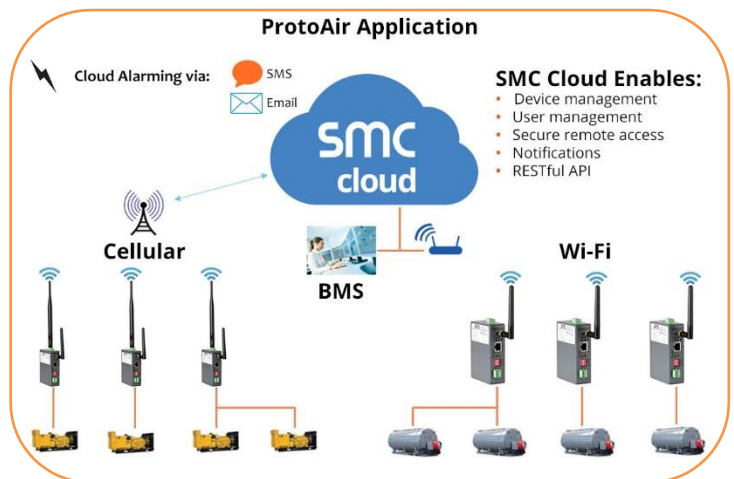 ProtoAir Application
Cloud Alarming via:
SMS
Email
smc
cloud
SMC Cloud Enables:
• Device management
• User management
• Secure remote access
• Notifications
• RESTful API
Cellular
BMS
Wi-Fi